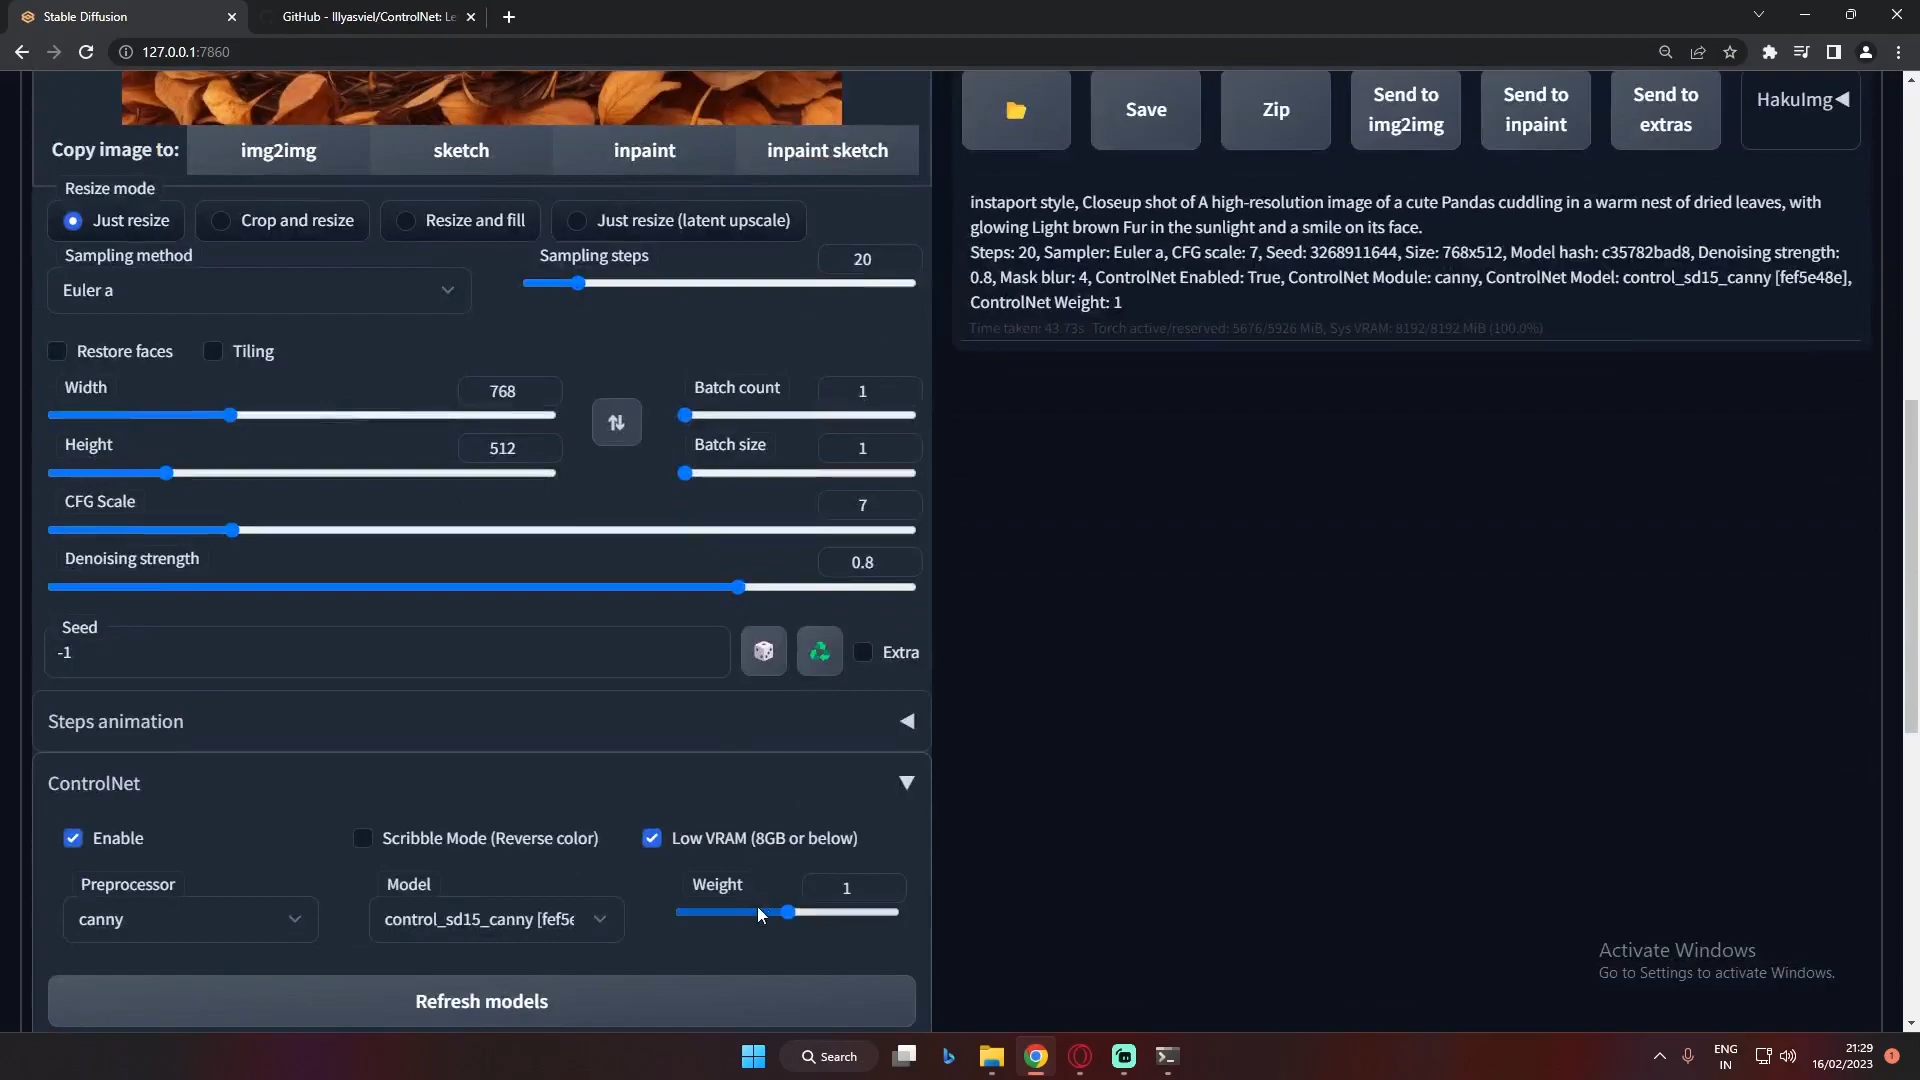 Stable Diffusion
GitHub - lllyasviel/ControlNet: Le
127.0.0.1:7860
Copy image to:
img2img
sketch
inpaint
inpaint sketch
Resize mode
Just resize
Crop and resize
Resize and fill
Just resize (latent upscale)
Sampling method
Euler a
Sampling steps
20
Restore faces
Tiling
Width
768
Height
512
Batch count
1
Batch size
1
CFG Scale
7
Denoising strength
0.8
Seed
-1
Extra
Steps animation
ControlNet
Enable
Scribble Mode (Reverse color)
Low VRAM (8GB or below)
Preprocessor
canny
Model
control_sd15_canny [fef5e
Weight
1
Refresh models
Save
Zip
Send to
img2img
Send to
inpaint
Send to
extras
HakuImg
instaport style, Closeup shot of A high-resolution image of a cute Pandas cuddling in a warm nest of dried leaves, with
glowing Light brown Fur in the sunlight and a smile on its face.
Steps: 20, Sampler: Euler a, CFG scale: 7, Seed: 3268911644, Size: 768x512, Model hash: c35782bad8, Denoising strength:
0.8, Mask blur: 4, ControlNet Enabled: True, ControlNet Module: canny, ControlNet Model: control_sd15_canny [fef5e48e],
ControlNet Weight: 1
Time taken: 43.73s Torch active/reserved: 5676/5926 MiB, Sys VRAM: 8192/8192 MiB (100.0%)
Activate Windows
Go to Settings to activate Windows.
Search
ENG
IN
21:29
16/02/2023
1